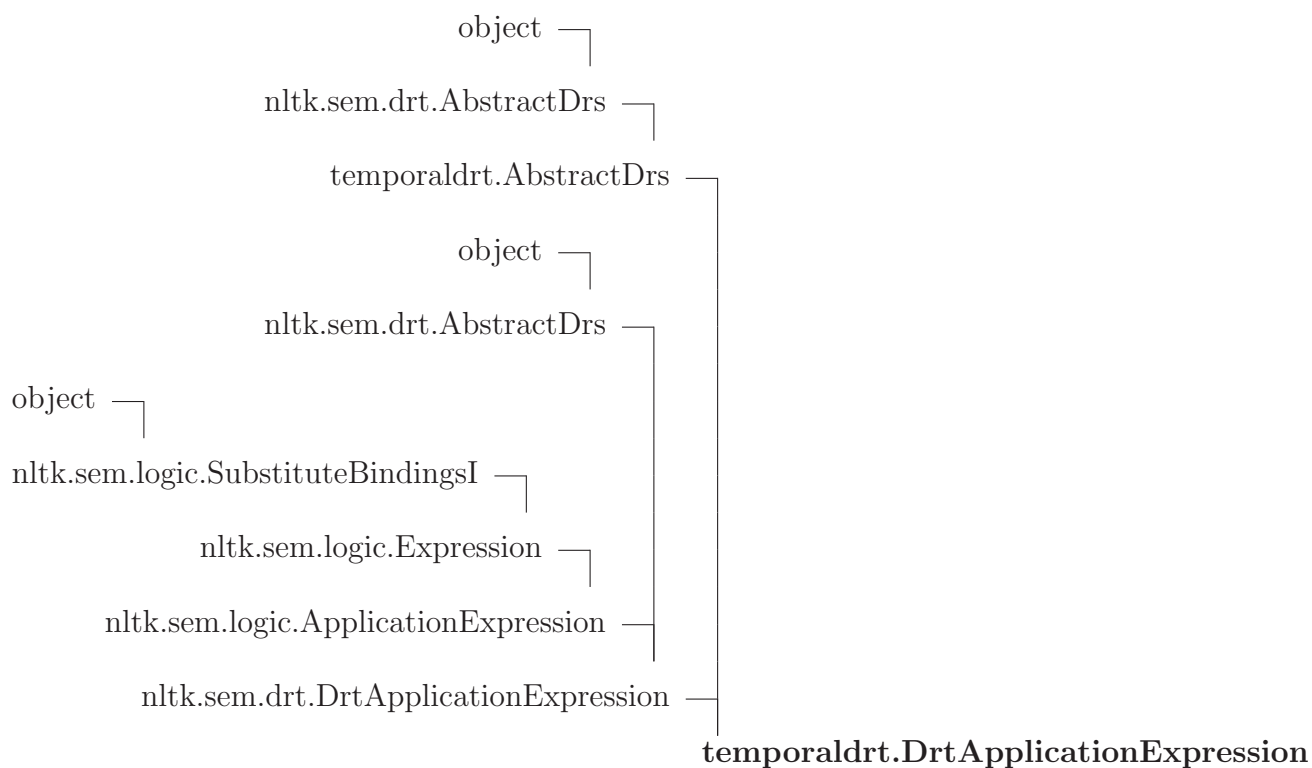 object
nltk.sem.drt.AbstractDrs
temporaldrt.AbstractDrs
object
nltk.sem.drt.AbstractDrs
object
nltk.sem.logic.SubstituteBindingsI
nltk.sem.logic.Expression
nltk.sem.logic.ApplicationExpression
nltk.sem.drt.DrtApplicationExpression
temporaldrt.DrtApplicationExpression